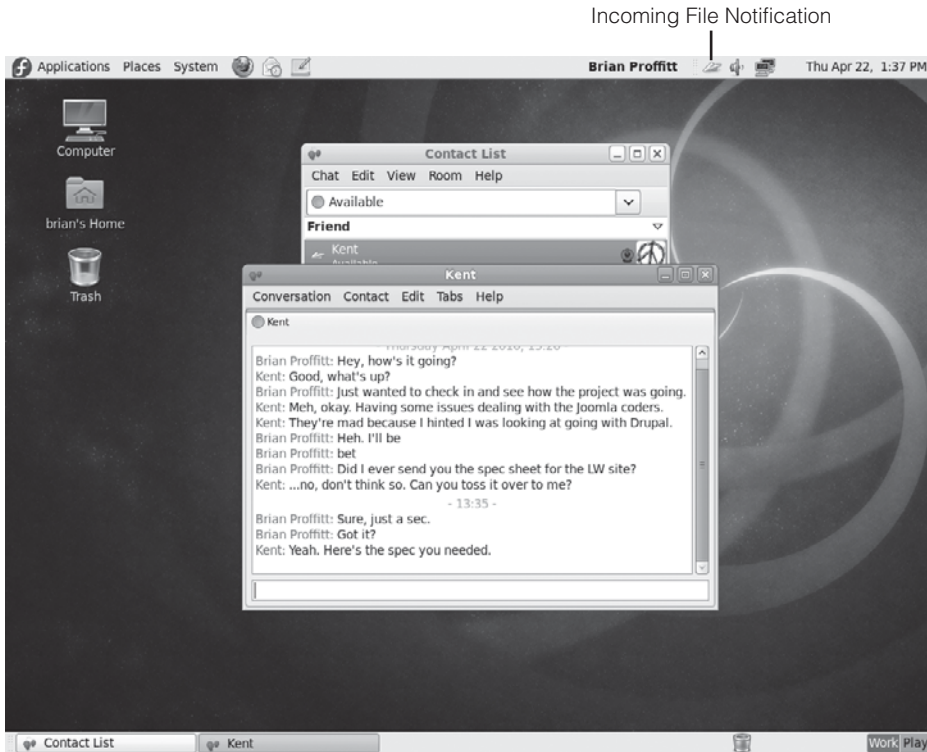 Incoming File Notification
Applications Places System
Brian Proffitt
Thu Apr 22, 1:37 PM
Computer
brian's Home
Trash
Contact List
Chat Edit View Room Help
Available
Friend
Kent
Available
Kent
Conversation Contact Edit Tabs Help
Kent
Thursday April 22 2010, 13:26 -
Brian Proffitt: Hey, how's it going?
Kent: Good, what's up?
Brian Proffitt: Just wanted to check in and see how the project was going.
Kent: Meh, okay. Having some issues dealing with the Joomla coders.
Kent: They're mad because I hinted I was looking at going with Drupal.
Brian Proffitt: Heh. I'll be
Brian Proffitt: bet
Brian Proffitt: Did I ever send you the spec sheet for the LW site?
Kent: ...no, don't think so. Can you toss it over to me?
- 13:35 -
Brian Proffitt: Sure, just a sec.
Brian Proffitt: Got it?
Kent: Yeah. Here's the spec you needed.
Contact List
Kent
Work Play